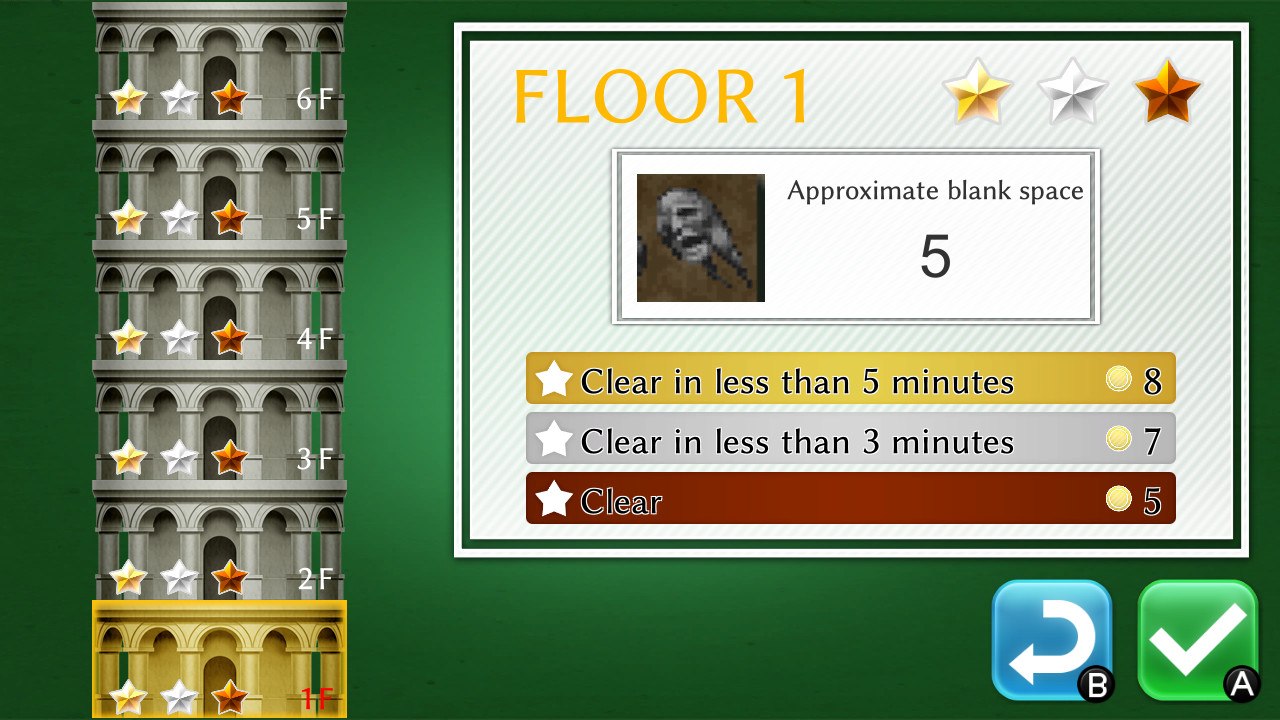 6F
5F
4F
3F
2F
1F
FLOOR 1
Approximate blank space
5
Clear in less than 5 minutes 8
Clear in less than 3 minutes 7
Clear 5
B
A